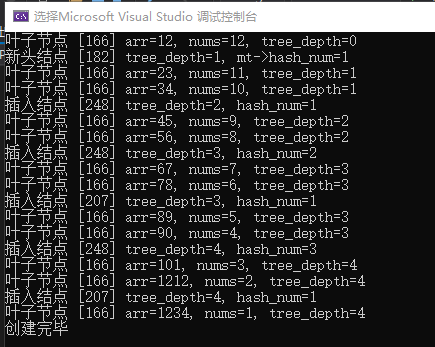 选择Microsoft Visual Studio 调试控制台
叶子节点 [166] arr=12, nums=12, tree_depth=0
新头结点 [182] tree_depth=1, mt->hash_num=1
叶子节点 [166] arr=23, nums=11, tree_depth=1
叶子节点 [166] arr=34, nums=10, tree_depth=1
插入结点 [248] tree_depth=2, hash_num=1
叶子节点 [166] arr=45, nums=9, tree_depth=2
叶子节点 [166] arr=56, nums=8, tree_depth=2
插入结点 [248] tree_depth=3, hash_num=2
叶子节点 [166] arr=67, nums=7, tree_depth=3
叶子节点 [166] arr=78, nums=6, tree_depth=3
插入结点 [207] tree_depth=3, hash_num=1
叶子节点 [166] arr=89, nums=5, tree_depth=3
叶子节点 [166] arr=90, nums=4, tree_depth=3
插入结点 [248] tree_depth=4, hash_num=3
叶子节点 [166] arr=101, nums=3, tree_depth=4
叶子节点 [166] arr=1212, nums=2, tree_depth=4
插入结点 [207] tree_depth=4, hash_num=1
叶子节点 [166] arr=1234, nums=1, tree_depth=4
创建完毕